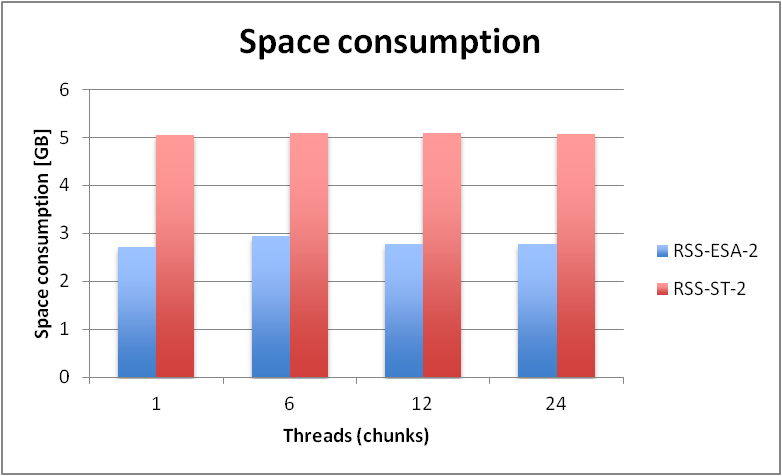 Space consumption
Space consumption [GB]
6
5
4
3
2
1
0
1 6 12 24
Threads (chunks)
RSS-ESA-2
RSS-ST-2